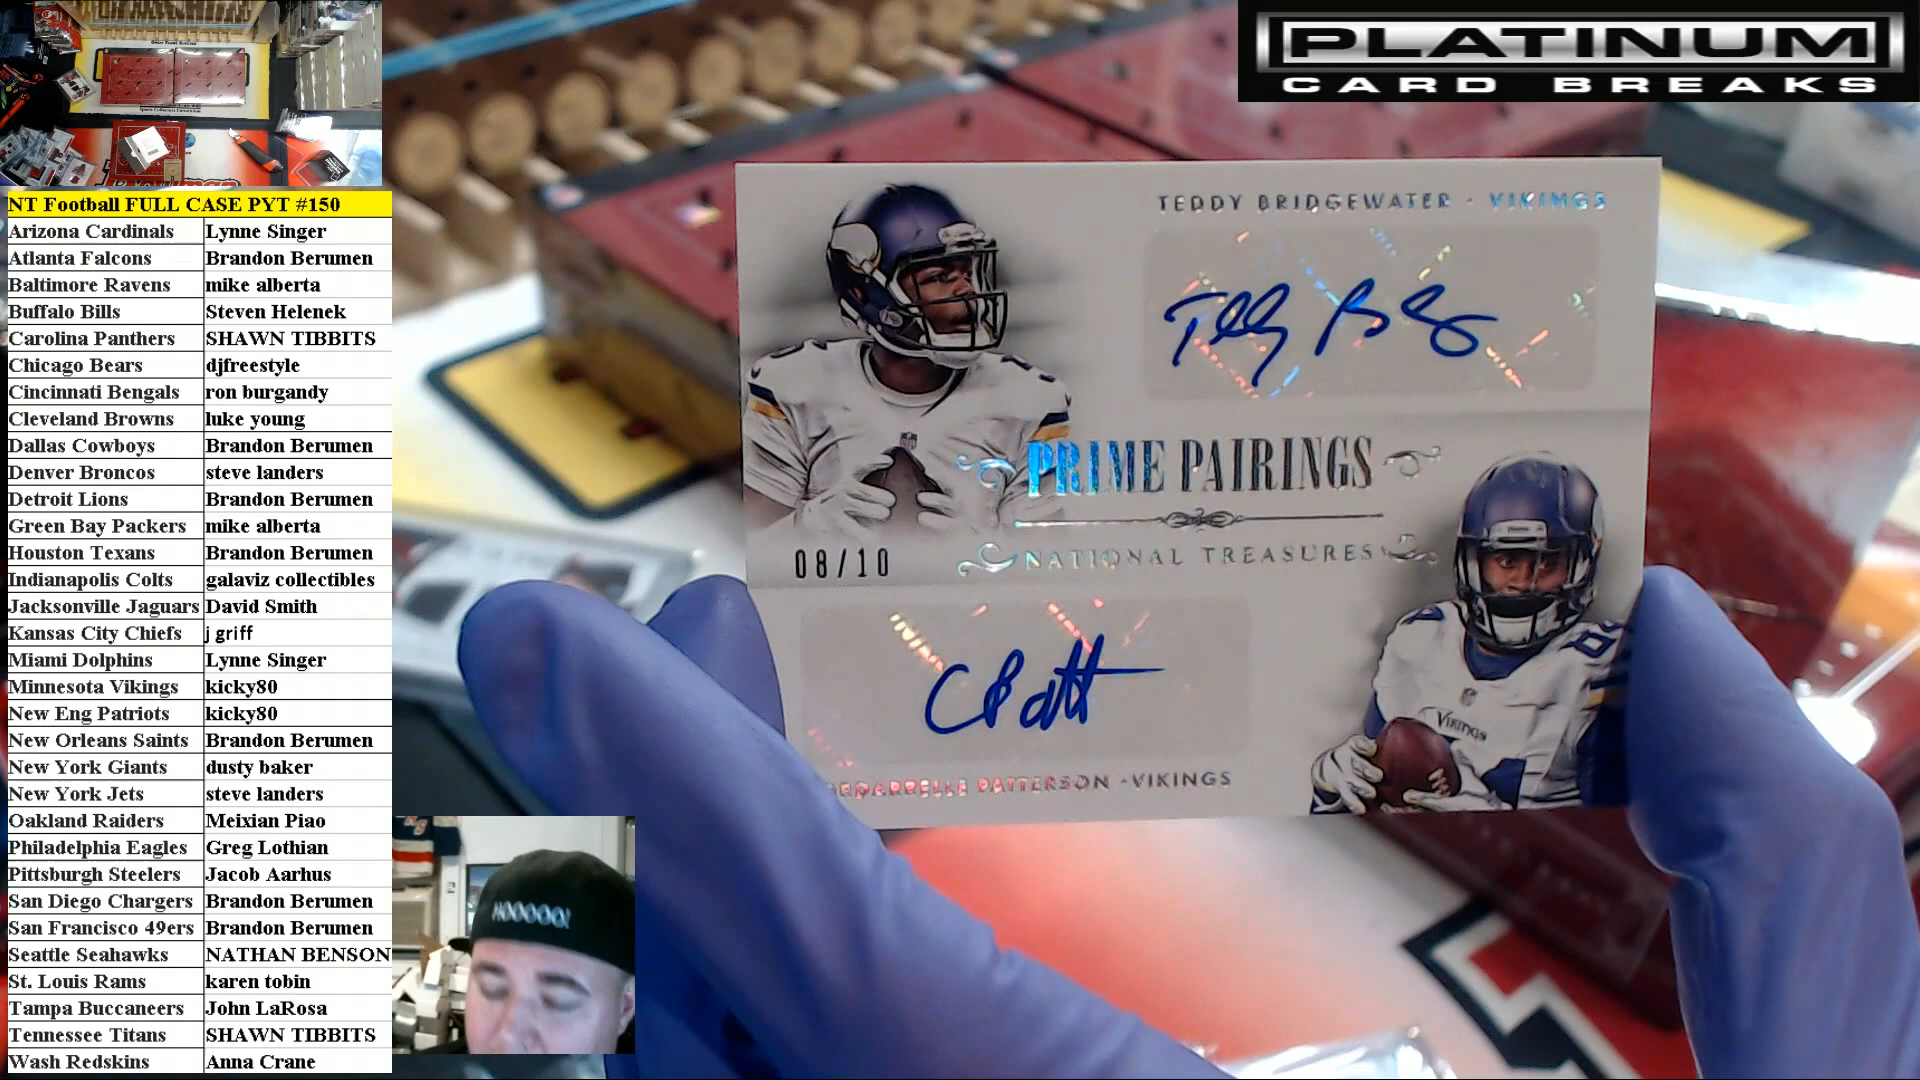 PLATINUM
CARD BREAKS
NT Football FULL CASE PYT #150
Arizona Cardinals Lynne Singer
Atlanta Falcons Brandon Berumen
Baltimore Ravens mike alberta
Buffalo Bills Steven Helenek
Carolina Panthers SHAWN TIBBITS
Chicago Bears djfreestyle
Cincinnati Bengals ron burgandy
Cleveland Browns luke young
Dallas Cowboys Brandon Berumen
Denver Broncos steve landers
Detroit Lions Brandon Berumen
Green Bay Packers mike alberta
Houston Texans Brandon Berumen
Indianapolis Colts galaviz collectibles
Jacksonville Jaguars David Smith
Kansas City Chiefs j griff
Miami Dolphins Lynne Singer
Minnesota Vikings kicky80
New Eng Patriots kicky80
New Orleans Saints Brandon Berumen
New York Giants dusty baker
New York Jets steve landers
Oakland Raiders Meixian Piao
Philadelphia Eagles Greg Lothian
Pittsburgh Steelers Jacob Aarhus
San Diego Chargers Brandon Berumen
San Francisco 49ers Brandon Berumen
Seattle Seahawks NATHAN BENSON
St. Louis Rams karen tobin
Tampa Buccaneers John LaRosa
Tennessee Titans SHAWN TIBBITS
Wash Redskins Anna Crane
TEDDY BRIDGEWATER - VIKINGS
PRIME PAIRINGS
NATIONAL TREASURES
08/10
VIKINGS
PATTERSON - VIKINGS
HOOOOO!